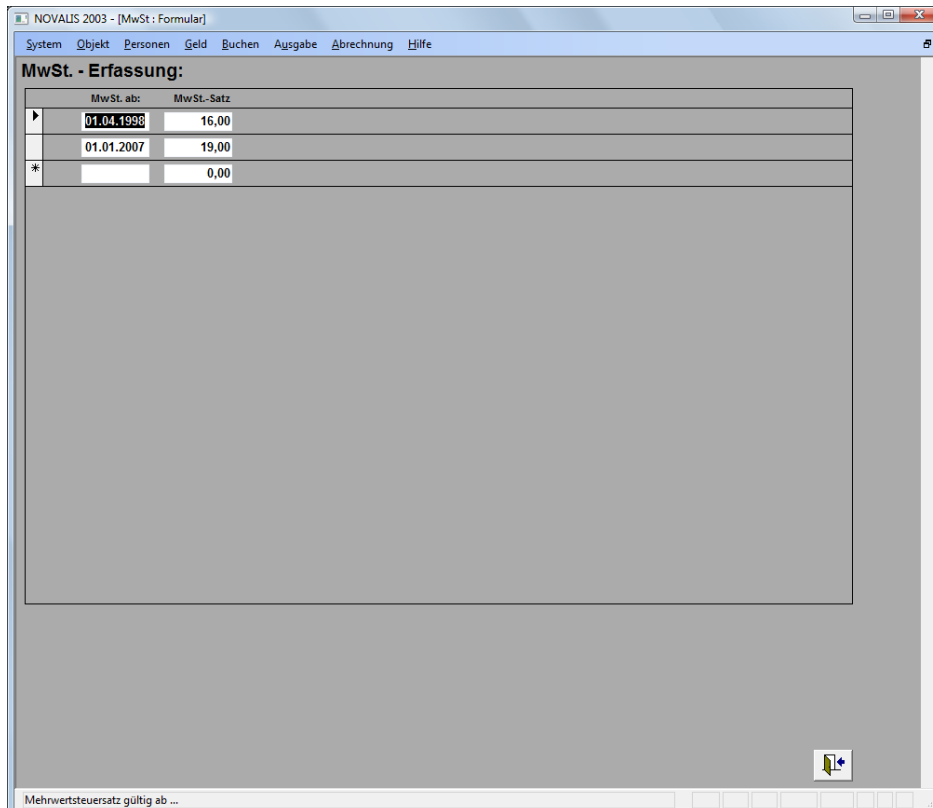 NOVALIS 2003 - [MwSt : Formular]
System Objekt Personen Geld Buchen Ausgabe Abrechnung Hilfe
MwSt. - Erfassung:
MwSt. ab: MwSt.-Satz
01.04.1998 16,00
01.01.2007 19,00
0,00
Mehrwertsteuersatz gültig ab ...